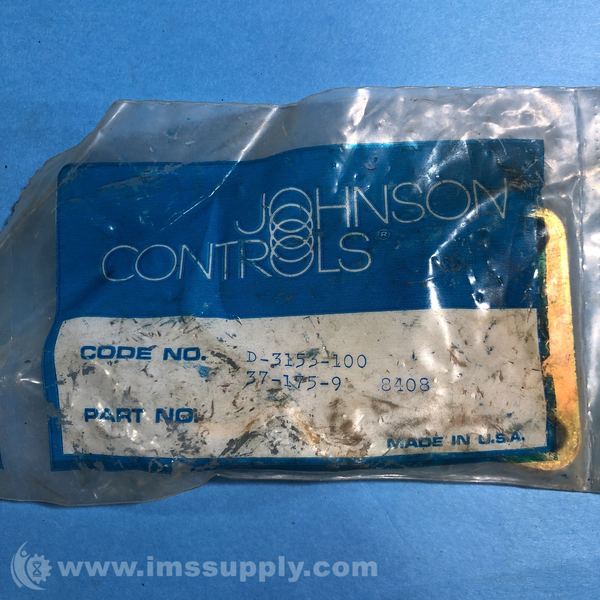 JOHNSON
CONTROLS®
CODE NO. D-3153-100
37-175-9 8408
PART NO.
MADE IN U.S.A.
www.imssupply.com